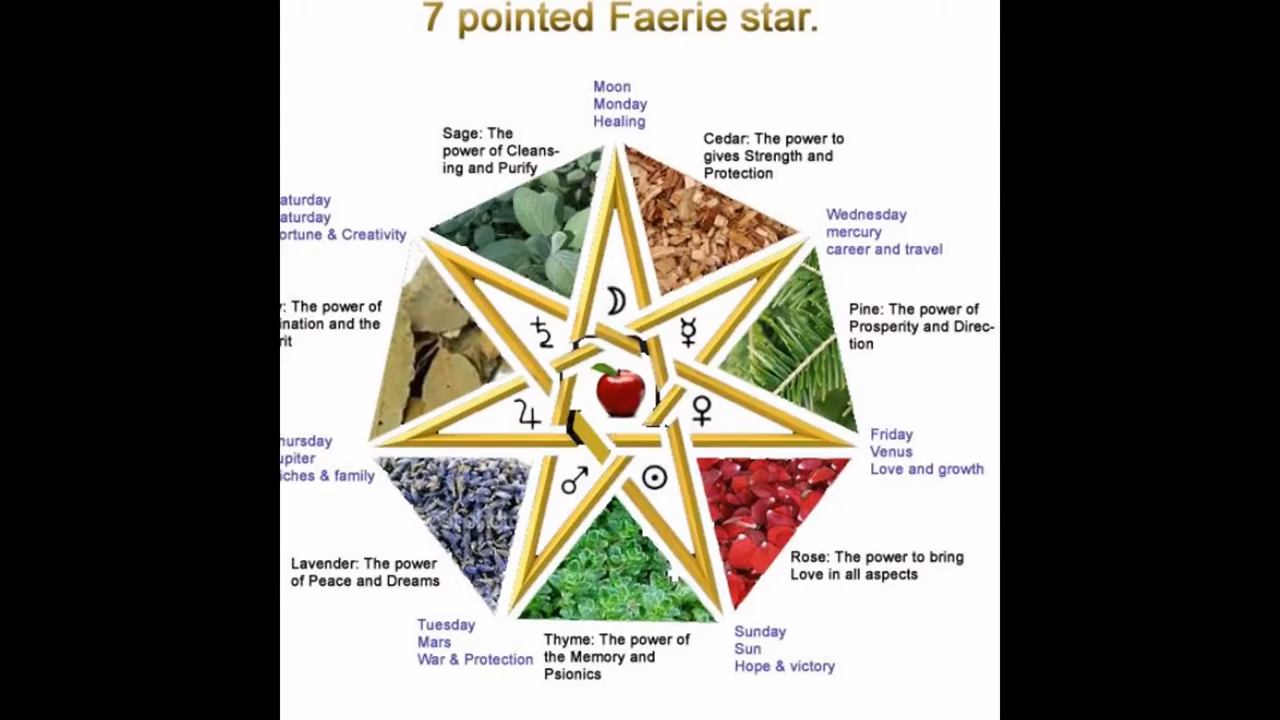 7 pointed Faerie star.
Moon
Monday
Healing
Sage: The
power of Cleans-
ing and Purify
Cedar: The power to
gives Strength and
Protection
aturday
aturday
ortune & Creativity
Wednesday
mercury
career and travel
r: The power of
ination and the
rit
Pine: The power of
Prosperity and Direc-
tion
hursday
upiter
iches & family
Friday
Venus
Love and growth
Lavender: The power
of Peace and Dreams
Rose: The power to bring
Love in all aspects
Tuesday
Mars
War & Protection
Thyme: The power of
the Memory and
Psionics
Sunday
Sun
Hope & victory